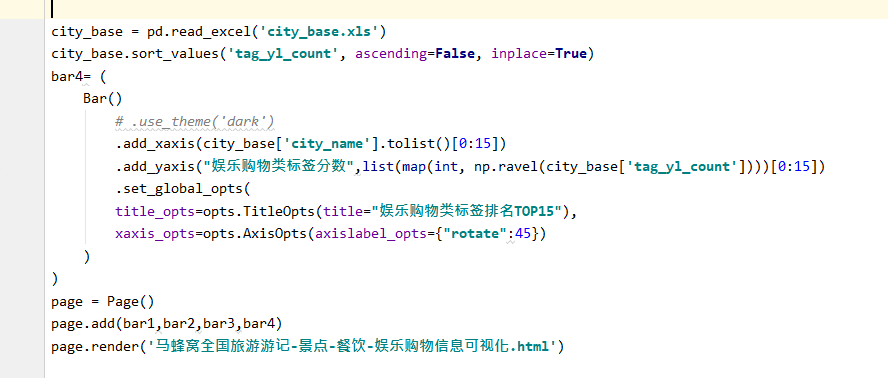 city_base = pd.read_excel('city_base.xls')
city_base.sort_values('tag_yl_count', ascending=False, inplace=True)
bar4= (
    Bar()
        # .use_theme('dark')
        .add_xaxis(city_base['city_name'].tolist()[0:15])
        .add_yaxis("娱乐购物类标签分数",list(map(int, np.ravel(city_base['tag_yl_count'])))[0:15])
        .set_global_opts(
        title_opts=opts.TitleOpts(title="娱乐购物类标签排名TOP15"),
        xaxis_opts=opts.AxisOpts(axislabel_opts={"rotate":45})
    )
)
page = Page()
page.add(bar1,bar2,bar3,bar4)
page.render('马蜂窝全国旅游游记-景点-餐饮-娱乐购物信息可视化.html')